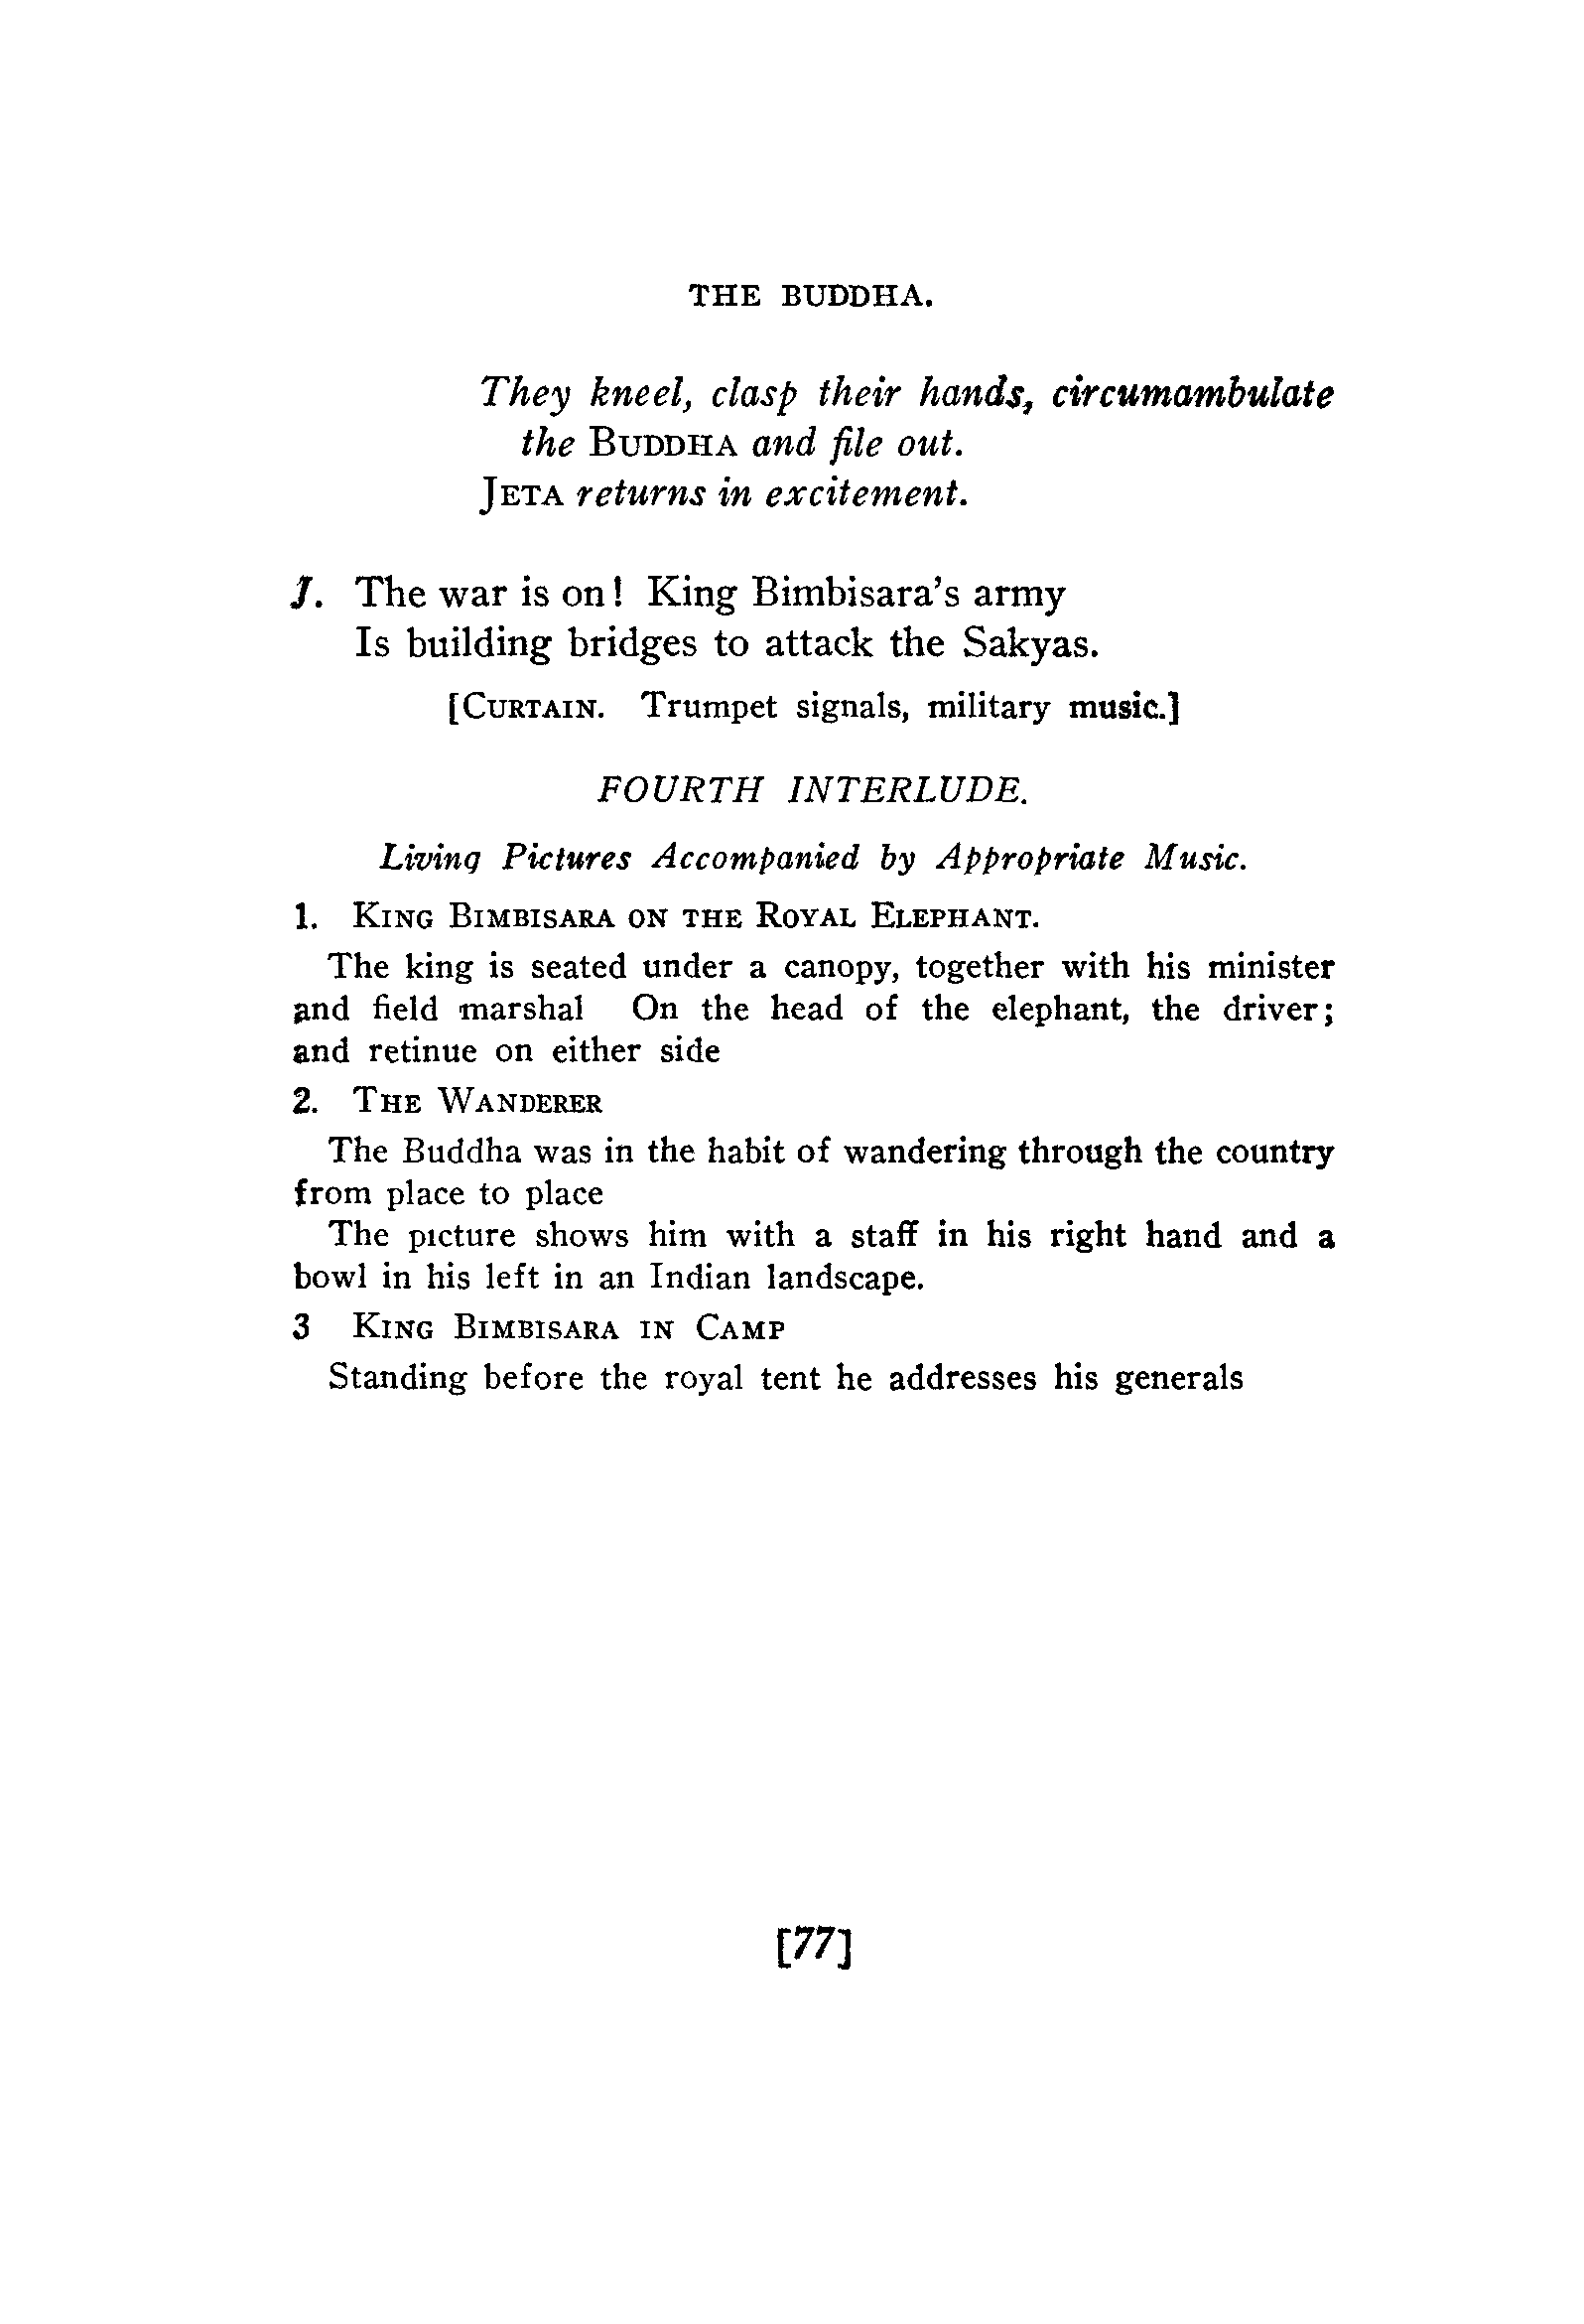 THE BUDDHA.
They kneel, clasp their hands, circumambulate
the BUDDHA and file out.
JETA returns in excitement.
J. The war is on! King Bimbisara's army
Is building bridges to attack the Sakyas.
[CURTAIN. Trumpet signals, military music.]
FOURTH INTERLUDE.
Living Pictures Accompanied by Appropriate Music.
1. KING BIMBISARA ON THE ROYAL ELEPHANT.
The king is seated under a canopy, together with his minister
and field marshal On the head of the elephant, the driver;
and retinue on either side
2. THE WANDERER
The Buddha was in the habit of wandering through the country
from place to place
The picture shows him with a staff in his right hand and a
bowl in his left in an Indian landscape.
3 KING BIMBISARA IN CAMP
Standing before the royal tent he addresses his generals
[77]